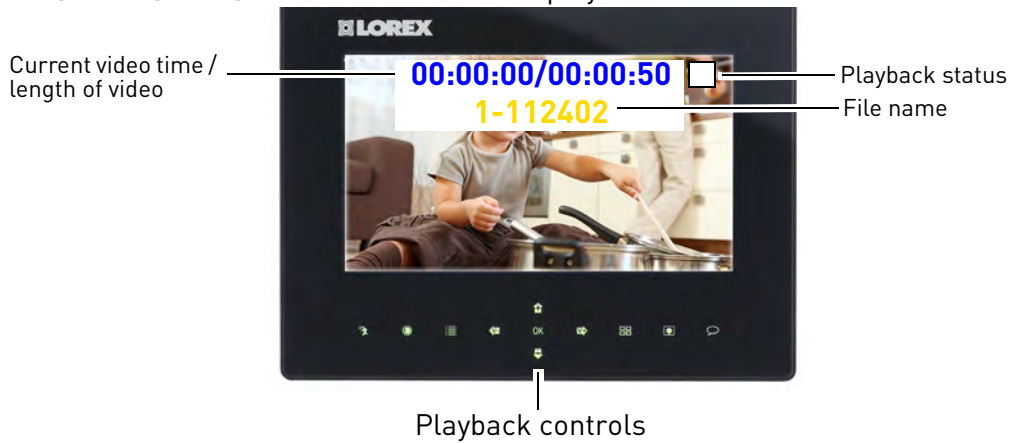 LOREX
Current video time /
length of video
00:00:00/00:00:50
Playback status
1-112402
File name
OK
Playback controls